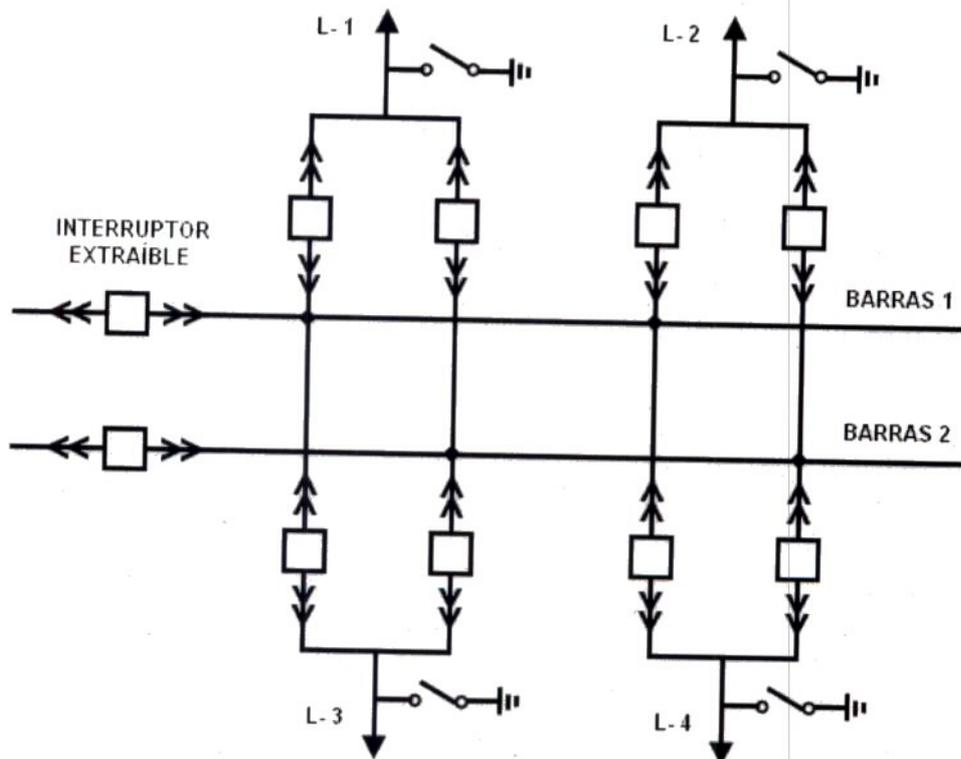 L-1
L-2
INTERRUPTOR
EXTRAÍBLE
BARRAS 1
BARRAS 2
L-3
L-4